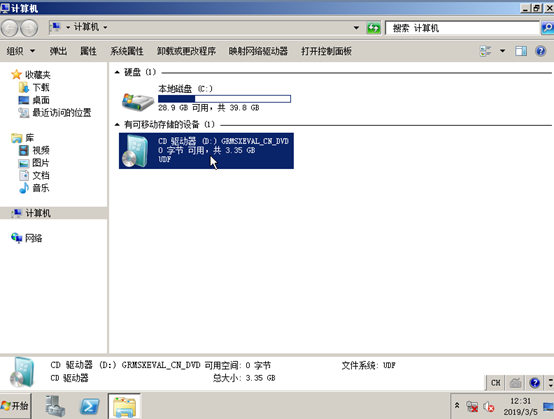 计算机
计算机
搜索 计算机
组织 弹出 属性 系统属性 卸载或更改程序 映射网络驱动器 打开控制面板
收藏夹
下载
桌面
最近访问的位置
库
视频
图片
文档
音乐
计算机
网络
硬盘 (1)
本地磁盘 (C:)
28.9 GB 可用，共 39.8 GB
有可移动存储的设备 (1)
CD 驱动器 (D:) GRMSXEVAL_CN_DVD
0 字节 可用，共 3.35 GB
UDF
CD 驱动器 (D:) GRMSXEVAL_CN_DVD 可用空间: 0 字节 文件系统: UDF
CD 驱动器 总大小: 3.35 GB
CH
开始
12:31
2019/3/5